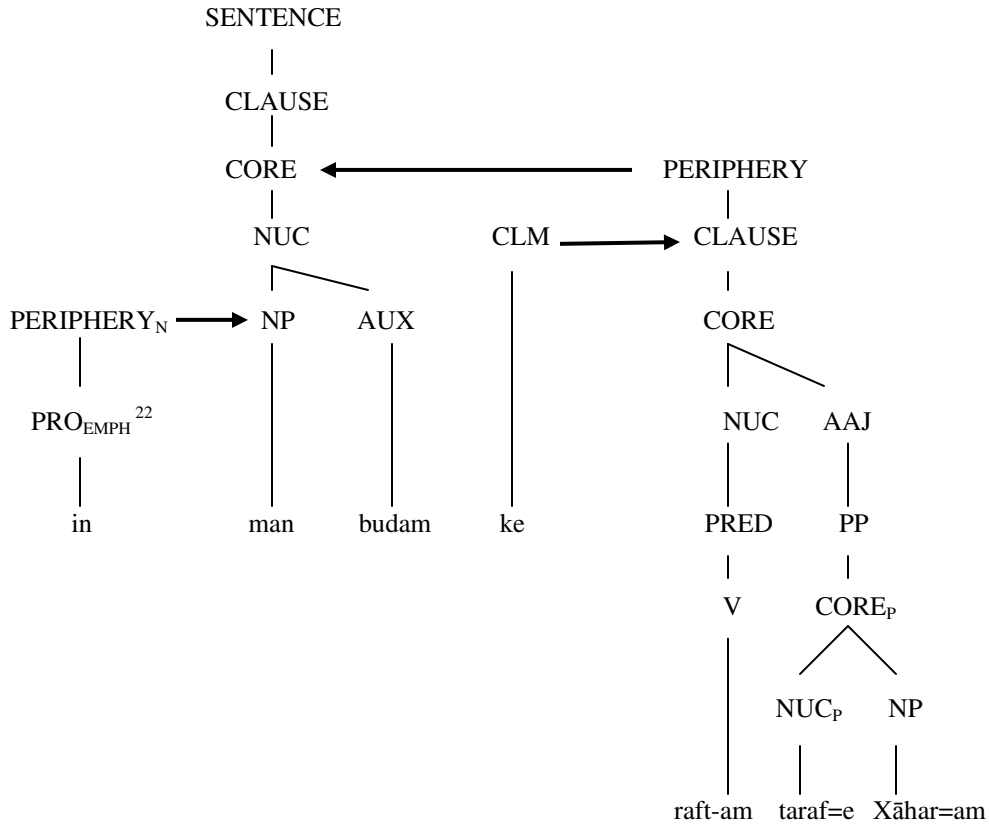 SENTENCE
CLAUSE
CORE PERIPHERY
NUC CLM CLAUSE
PERIPHERY_N NP AUX CORE
PRO_EMPH 22 NUC AAJ
in man budam ke PRED PP
V CORE_P
NUC_P NP
raft-am taraf=e Xāhar=am